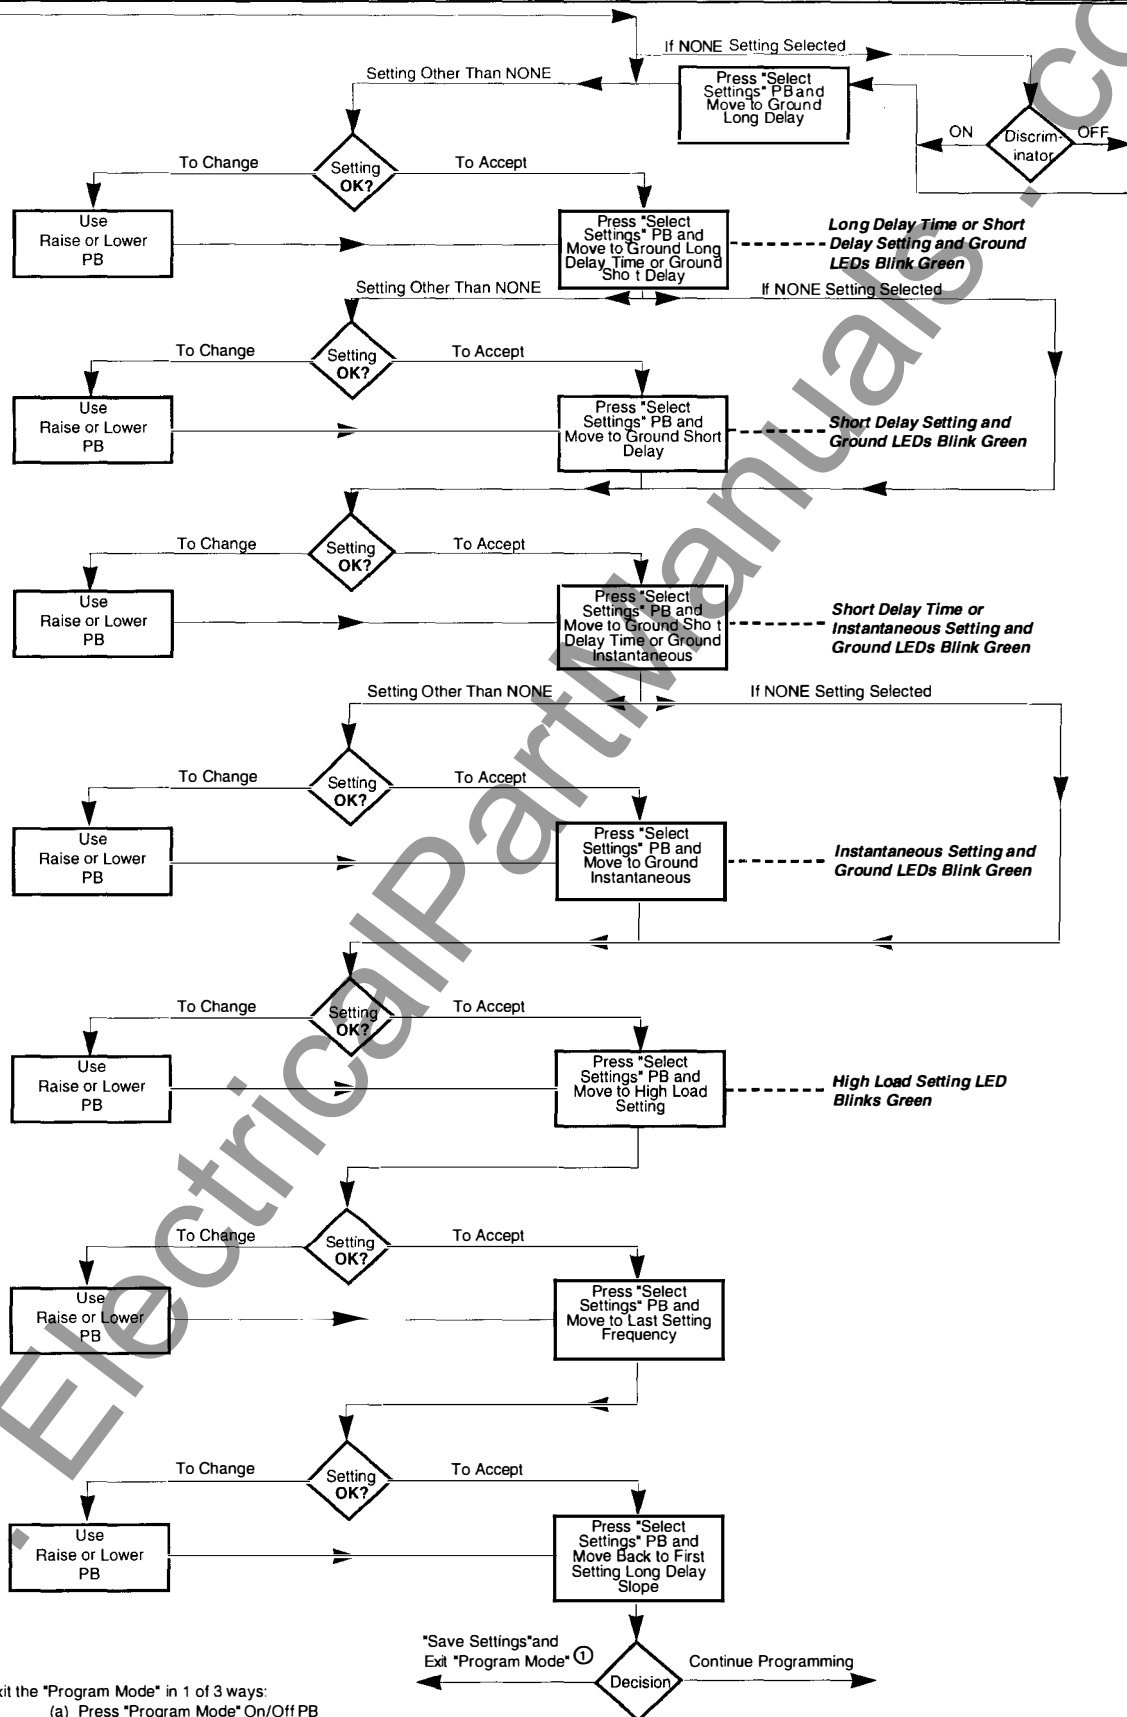 If NONE Setting Selected
Setting Other Than NONE
Press "Select
Settings" PB and
Move to Ground
Long Delay
ON
Discrim-
inator
OFF
To Change
Setting
OK?
To Accept
Use
Raise or Lower
PB
Press "Select
Settings" PB and
Move to Ground Long
Delay Time or Ground
Sho t Delay
Long Delay Time or Short
Delay Setting and Ground
LEDs Blink Green
Setting Other Than NONE
If NONE Setting Selected
To Change
Setting
OK?
To Accept
Use
Raise or Lower
PB
Press "Select
Settings" PB and
Move to Ground Short
Delay
Short Delay Setting and
Ground LEDs Blink Green
To Change
Setting
OK?
To Accept
Use
Raise or Lower
PB
Press "Select
Settings" PB and
Move to Ground Sho t
Delay Time or Ground
Instantaneous
Short Delay Time or
Instantaneous Setting and
Ground LEDs Blink Green
Setting Other Than NONE
If NONE Setting Selected
To Change
Setting
OK?
To Accept
Use
Raise or Lower
PB
Press "Select
Settings" PB and
Move to Ground
Instantaneous
Instantaneous Setting and
Ground LEDs Blink Green
To Change
Setting
OK?
To Accept
Use
Raise or Lower
PB
Press "Select
Settings" PB and
Move to High Load
Setting
High Load Setting LED
Blinks Green
To Change
Setting
OK?
To Accept
Use
Raise or Lower
PB
Press "Select
Settings" PB and
Move to Last Setting
Frequency
To Change
Setting
OK?
To Accept
Use
Raise or Lower
PB
Press "Select
Settings" PB and
Move Back to First
Setting Long Delay
Slope
"Save Settings"and
Exit "Program Mode" ①
Decision
Continue Programming
xit the "Program Mode" in 1 of 3 ways:
(a) Press "Program Mode" On/Off PB
. ElectricalPartManuals . co